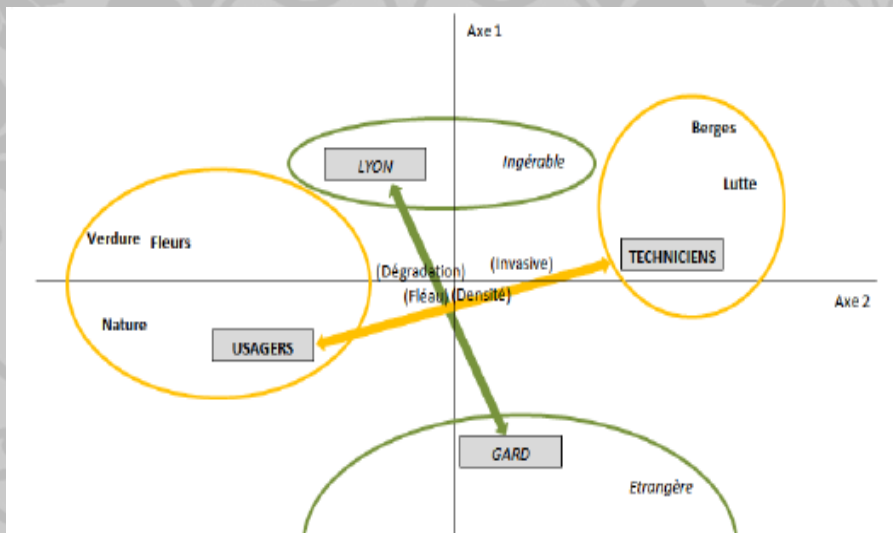 Axe 1
Berges
LYON
Ingérable
Lutte
Verdure
Fleurs
TECHNICIENS
(Invasive)
(Dégradation)
(Fléau)
(Densité)
Axe 2
Nature
USAGERS
GARD
Etrangère